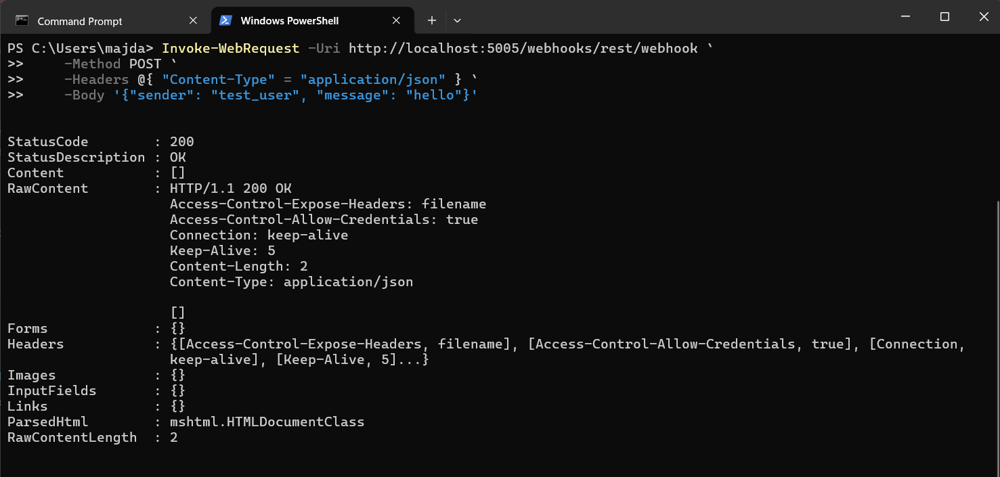 Command Prompt
Windows PowerShell
PS C:\Users\majda> Invoke-WebRequest -Uri http://localhost:5005/webhooks/rest/webhook `
>>     -Method POST `
>>     -Headers @{ "Content-Type" = "application/json" } `
>>     -Body '{"sender": "test_user", "message": "hello"}'
StatusCode        : 200
StatusDescription : OK
Content           : []
RawContent        : HTTP/1.1 200 OK
                    Access-Control-Expose-Headers: filename
                    Access-Control-Allow-Credentials: true
                    Connection: keep-alive
                    Keep-Alive: 5
                    Content-Length: 2
                    Content-Type: application/json
                    []
Forms             : {}
Headers           : {[Access-Control-Expose-Headers, filename], [Access-Control-Allow-Credentials, true], [Connection,
                    keep-alive], [Keep-Alive, 5]...}
Images            : {}
InputFields       : {}
Links             : {}
ParsedHtml        : mshtml.HTMLDocumentClass
RawContentLength  : 2